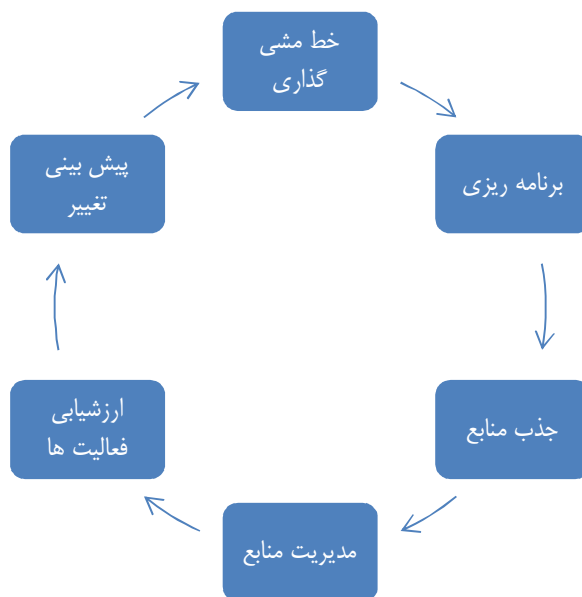 خط مشی
گذاری
برنامه ریزی
جذب منابع
مدیریت منابع
ارزشیابی
فعالیت ها
پیش بینی
تغییر